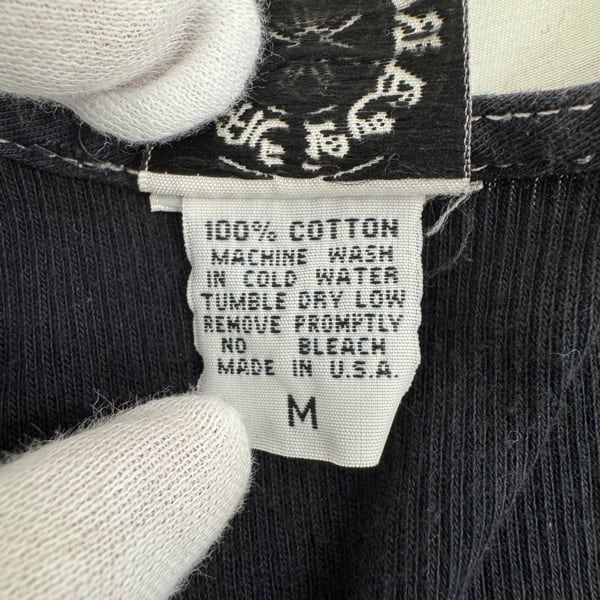 100% COTTON
MACHINE WASH
IN COLD WATER
TUMBLE DRY LOW
REMOVE PROMPTLY
NO BLEACH
MADE IN U.S.A.
M